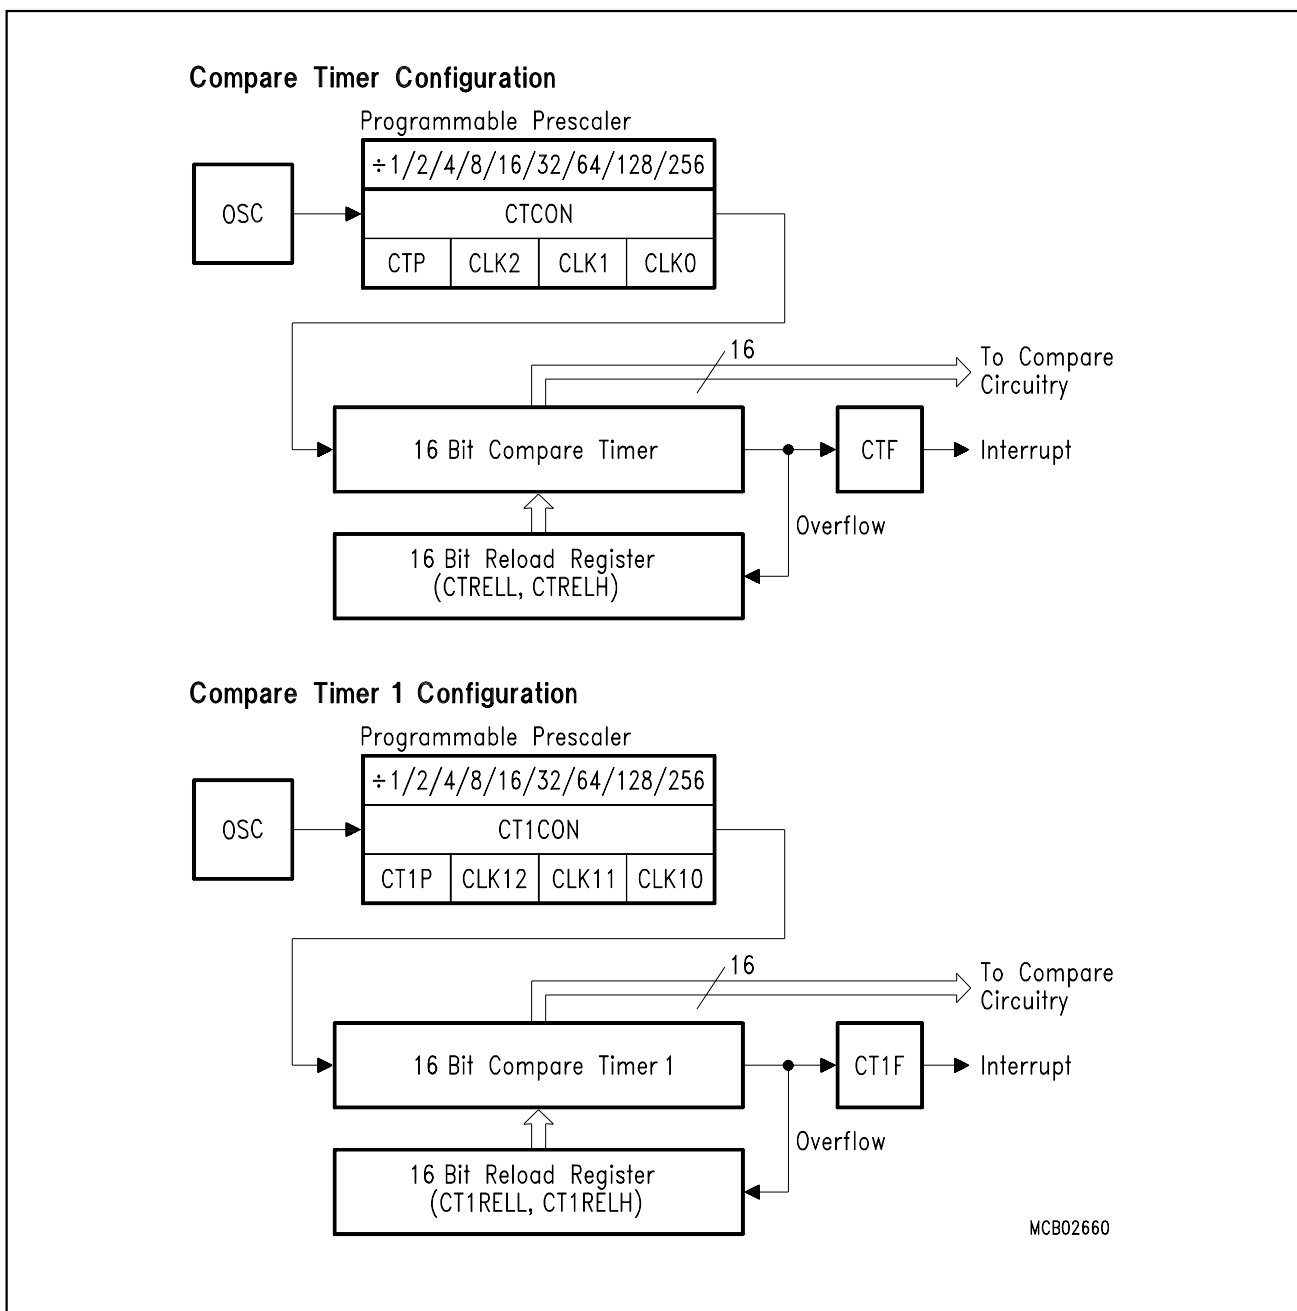 Compare Timer Configuration
Programmable Prescaler
÷1/2/4/8/16/32/64/128/256
OSC
CTCON
CTP
CLK2
CLK1
CLK0
16
To Compare
Circuitry
16 Bit Compare Timer
CTF
Interrupt
Overflow
16 Bit Reload Register
(CTRELL, CTRELH)
Compare Timer 1 Configuration
Programmable Prescaler
÷1/2/4/8/16/32/64/128/256
OSC
CT1CON
CT1P
CLK12
CLK11
CLK10
16
To Compare
Circuitry
16 Bit Compare Timer 1
CT1F
Interrupt
Overflow
16 Bit Reload Register
(CT1RELL, CT1RELH)
MCB02660